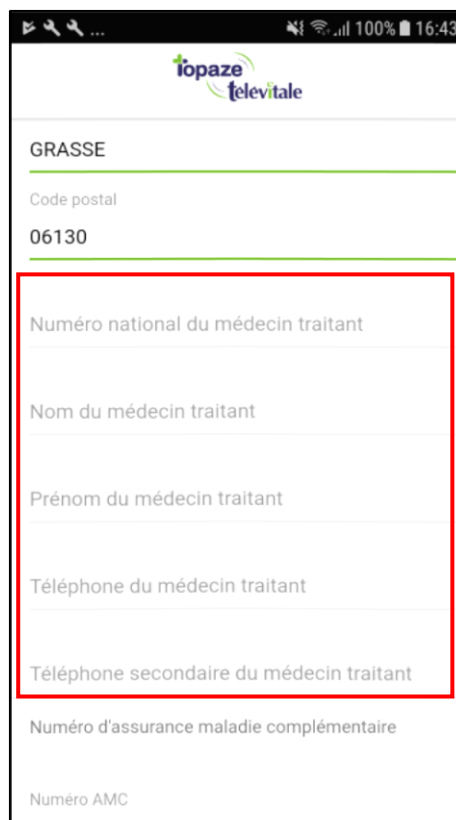 ... 100% 16:43
topaze
televitale
GRASSE
Code postal
06130
Numéro national du médecin traitant
Nom du médecin traitant
Prénom du médecin traitant
Téléphone du médecin traitant
Téléphone secondaire du médecin traitant
Numéro d'assurance maladie complémentaire
Numéro AMC